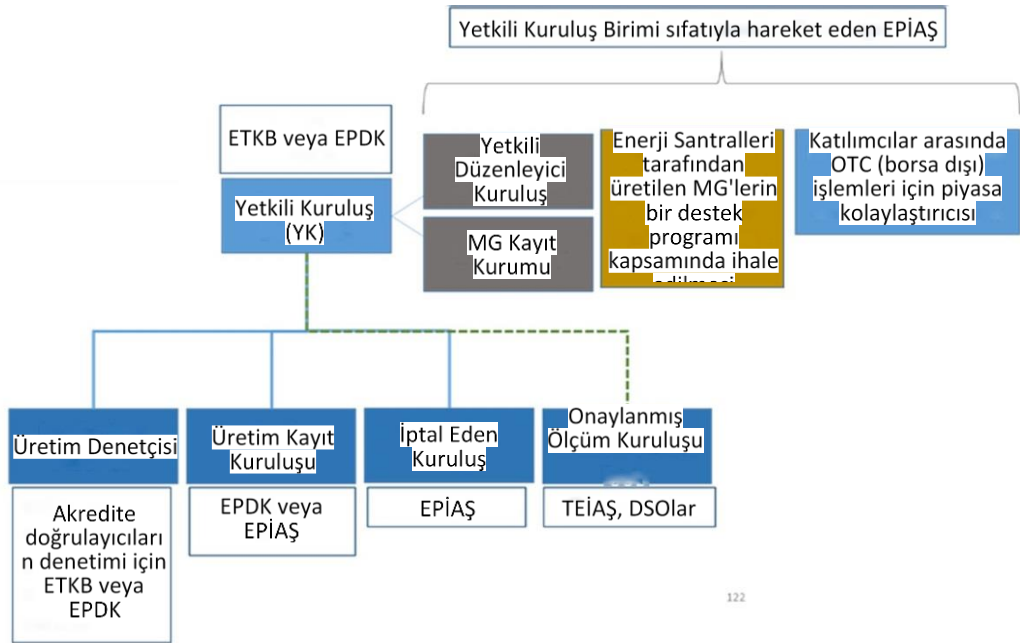 Yetkili Kuruluş Birimi sıfatıyla hareket eden EPİAŞ
ETKB veya EPDK
Yetkili Kuruluş
(YK)
Yetkili
Düzenleyici
Kuruluş
MG Kayıt
Kurumu
Enerji Santralleri
tarafından
üretilen MG'lerin
bir destek
programı
kapsamında ihale
edilmesi
Katılımcılar arasında
OTC (borsa dışı)
işlemleri için piyasa
kolaylaştırıcısı
Üretim Denetçisi
Üretim Kayıt
Kuruluşu
İptal Eden
Kuruluş
Onaylanmış
Ölçüm Kuruluşu
Akredite
doğrulayıcıları
n denetimi için
ETKB veya
EPDK
EPDK veya
EPİAŞ
EPİAŞ
TEİAŞ, DSOlar
122